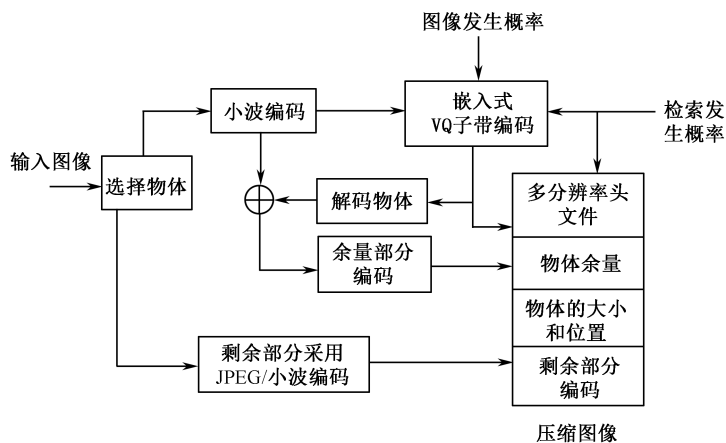 图像发生概率
小波编码
嵌入式
VQ子带编码
检索发
生概率
输入图像
选择物体
解码物体
多分辨率头
文件
余量部分
编码
物体余量
物体的大小
和位置
剩余部分采用
JPEG/小波编码
剩余部分
编码
压缩图像